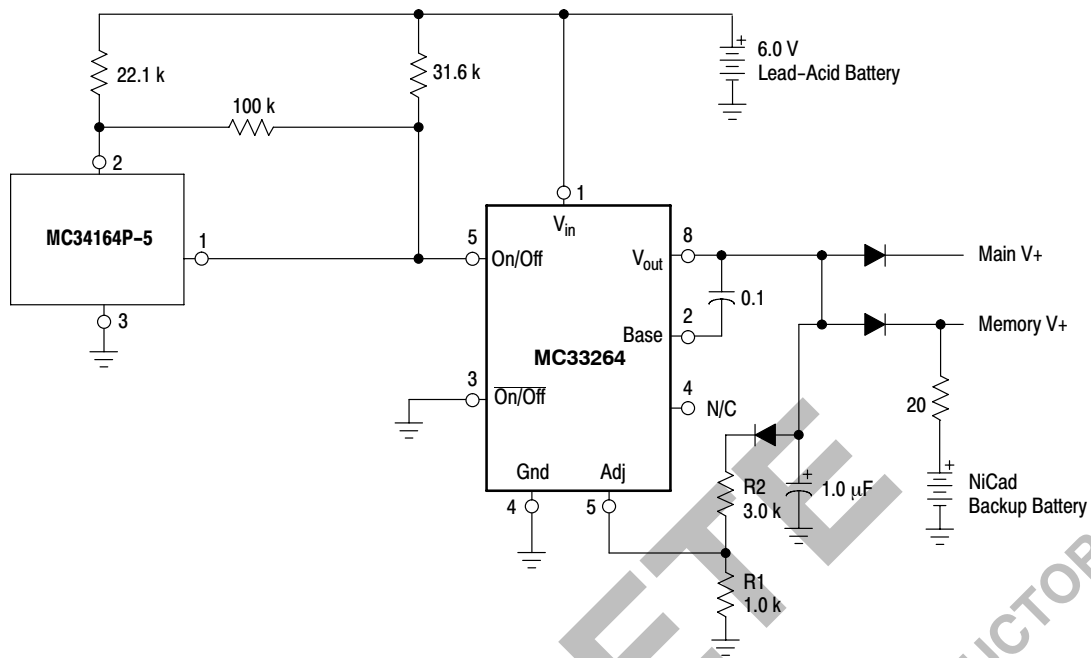 6.0 V
Lead-Acid Battery
22.1 k
31.6 k
100 k
2
1
MC34164P-5
1
3
5
On/Off
Vin
Vout
8
0.1
Base
2
MC33264
3
On/Off
4
N/C
Gnd
Adj
4
5
Main V+
Memory V+
20
NiCad
Backup Battery
R2
3.0 k
1.0 μF
R1
1.0 k
ETE
UCTOR